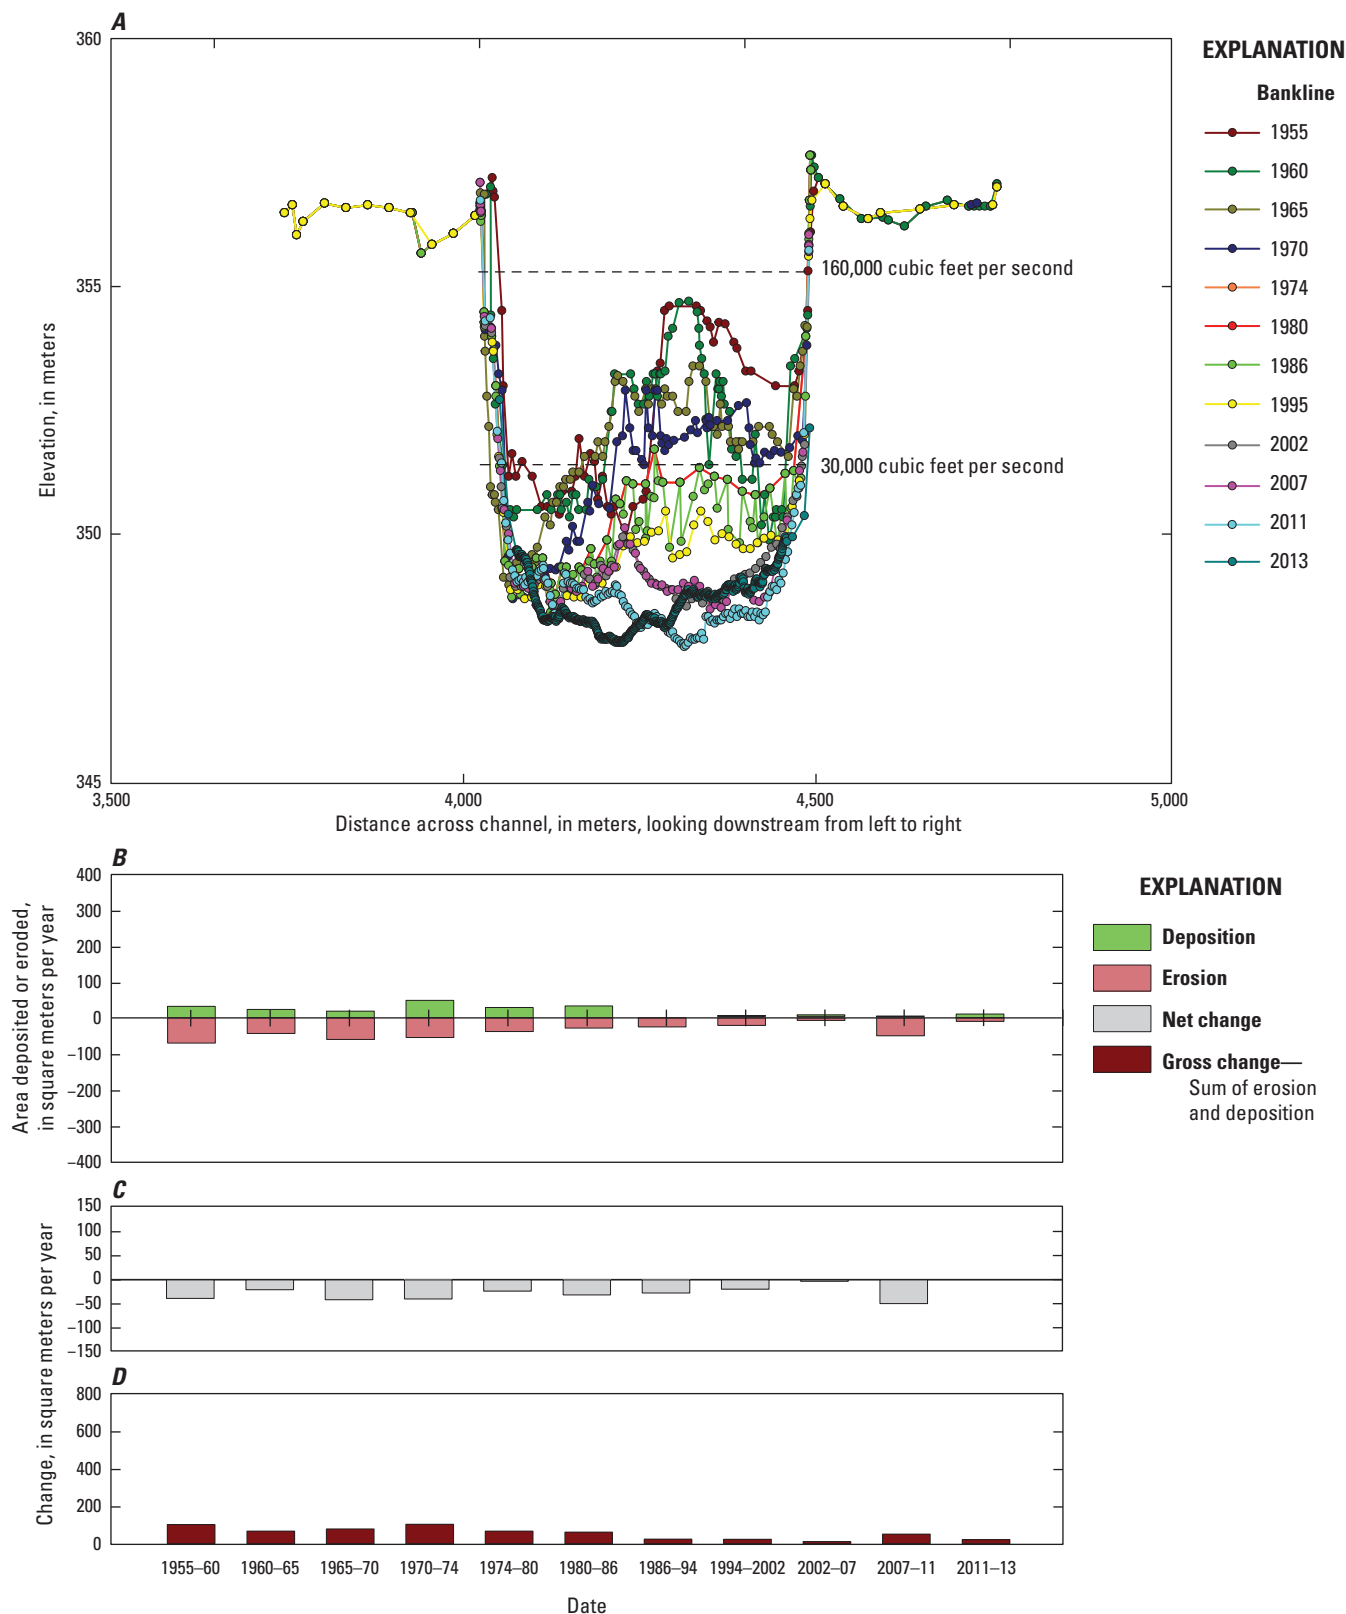 A
360
355
350
345
Elevation, in meters
3,500
4,000
4,500
5,000
Distance across channel, in meters, looking downstream from left to right
160,000 cubic feet per second
30,000 cubic feet per second
EXPLANATION
Bankline
1955
1960
1965
1970
1974
1980
1986
1995
2002
2007
2011
2013
B
400
300
200
100
0
−100
−200
−300
−400
Area deposited or eroded,
in square meters per year
EXPLANATION
Deposition
Erosion
Net change
Gross change—
Sum of erosion
and deposition
C
150
100
50
0
−50
−100
−150
Change, in square meters per year
D
800
600
400
200
0
1955–60
1960–65
1965–70
1970–74
1974–80
1980–86
1986–94
1994–2002
2002–07
2007–11
2011–13
Date